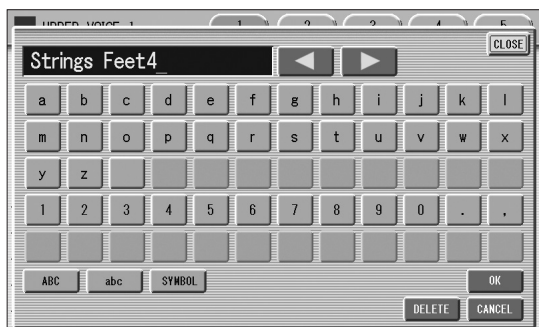 UPPER VOICE 1 1 2 3 4 5
CLOSE
Strings Feet4_
a b c d e f g h i j k l
m n o p q r s t u v w x
y z
1 2 3 4 5 6 7 8 9 0 . ,
ABC abc SYMBOL OK
DELETE CANCEL